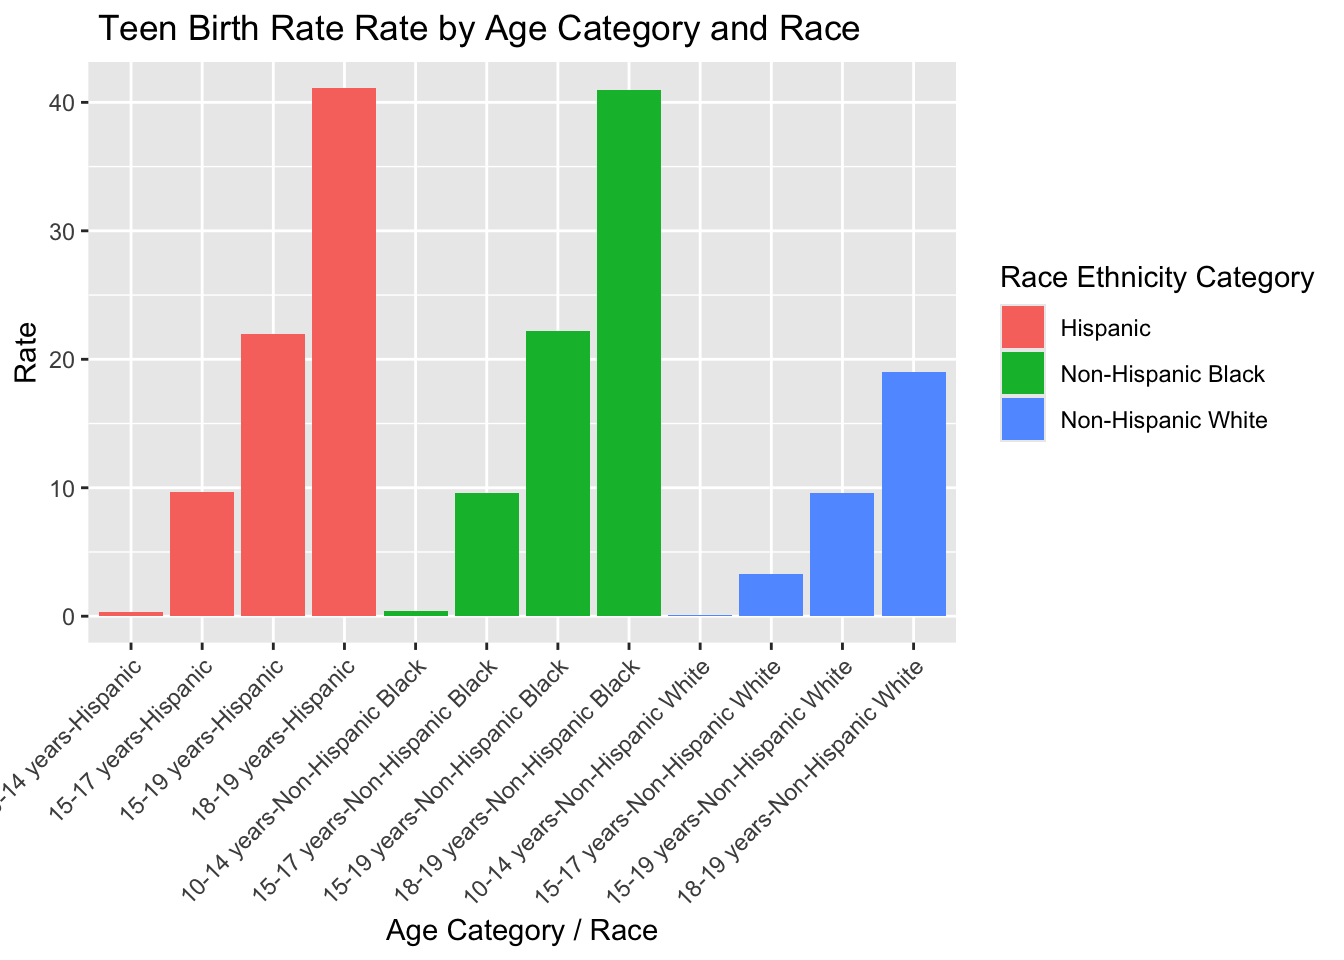 Teen Birth Rate Rate by Age Category and Race
40
30
20
10
0
Rate
-14 years-Hispanic
15-17 years-Hispanic
15-19 years-Hispanic
18-19 years-Hispanic
10-14 years-Non-Hispanic Black
15-17 years-Non-Hispanic Black
15-19 years-Non-Hispanic Black
18-19 years-Non-Hispanic Black
10-14 years-Non-Hispanic White
15-17 years-Non-Hispanic White
15-19 years-Non-Hispanic White
18-19 years-Non-Hispanic White
Age Category / Race
Race Ethnicity Category
Hispanic
Non-Hispanic Black
Non-Hispanic White